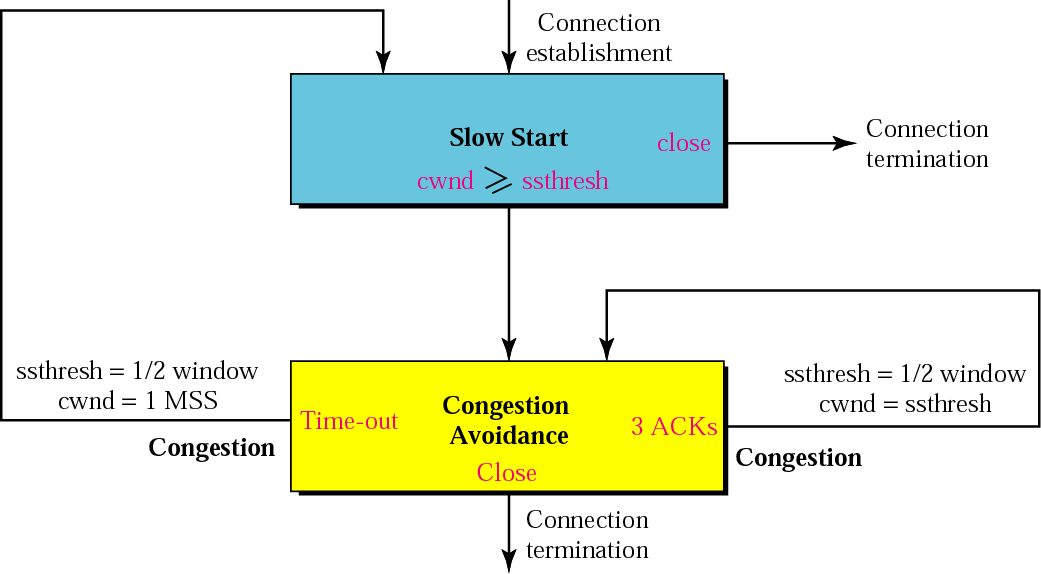 Connection
establishment
Slow Start
close
cwnd ⩾ ssthresh
Connection
termination
ssthresh = 1/2 window
cwnd = 1 MSS
Congestion
Time-out
Congestion
Avoidance
3 ACKs
Close
ssthresh = 1/2 window
cwnd = ssthresh
Congestion
Connection
termination